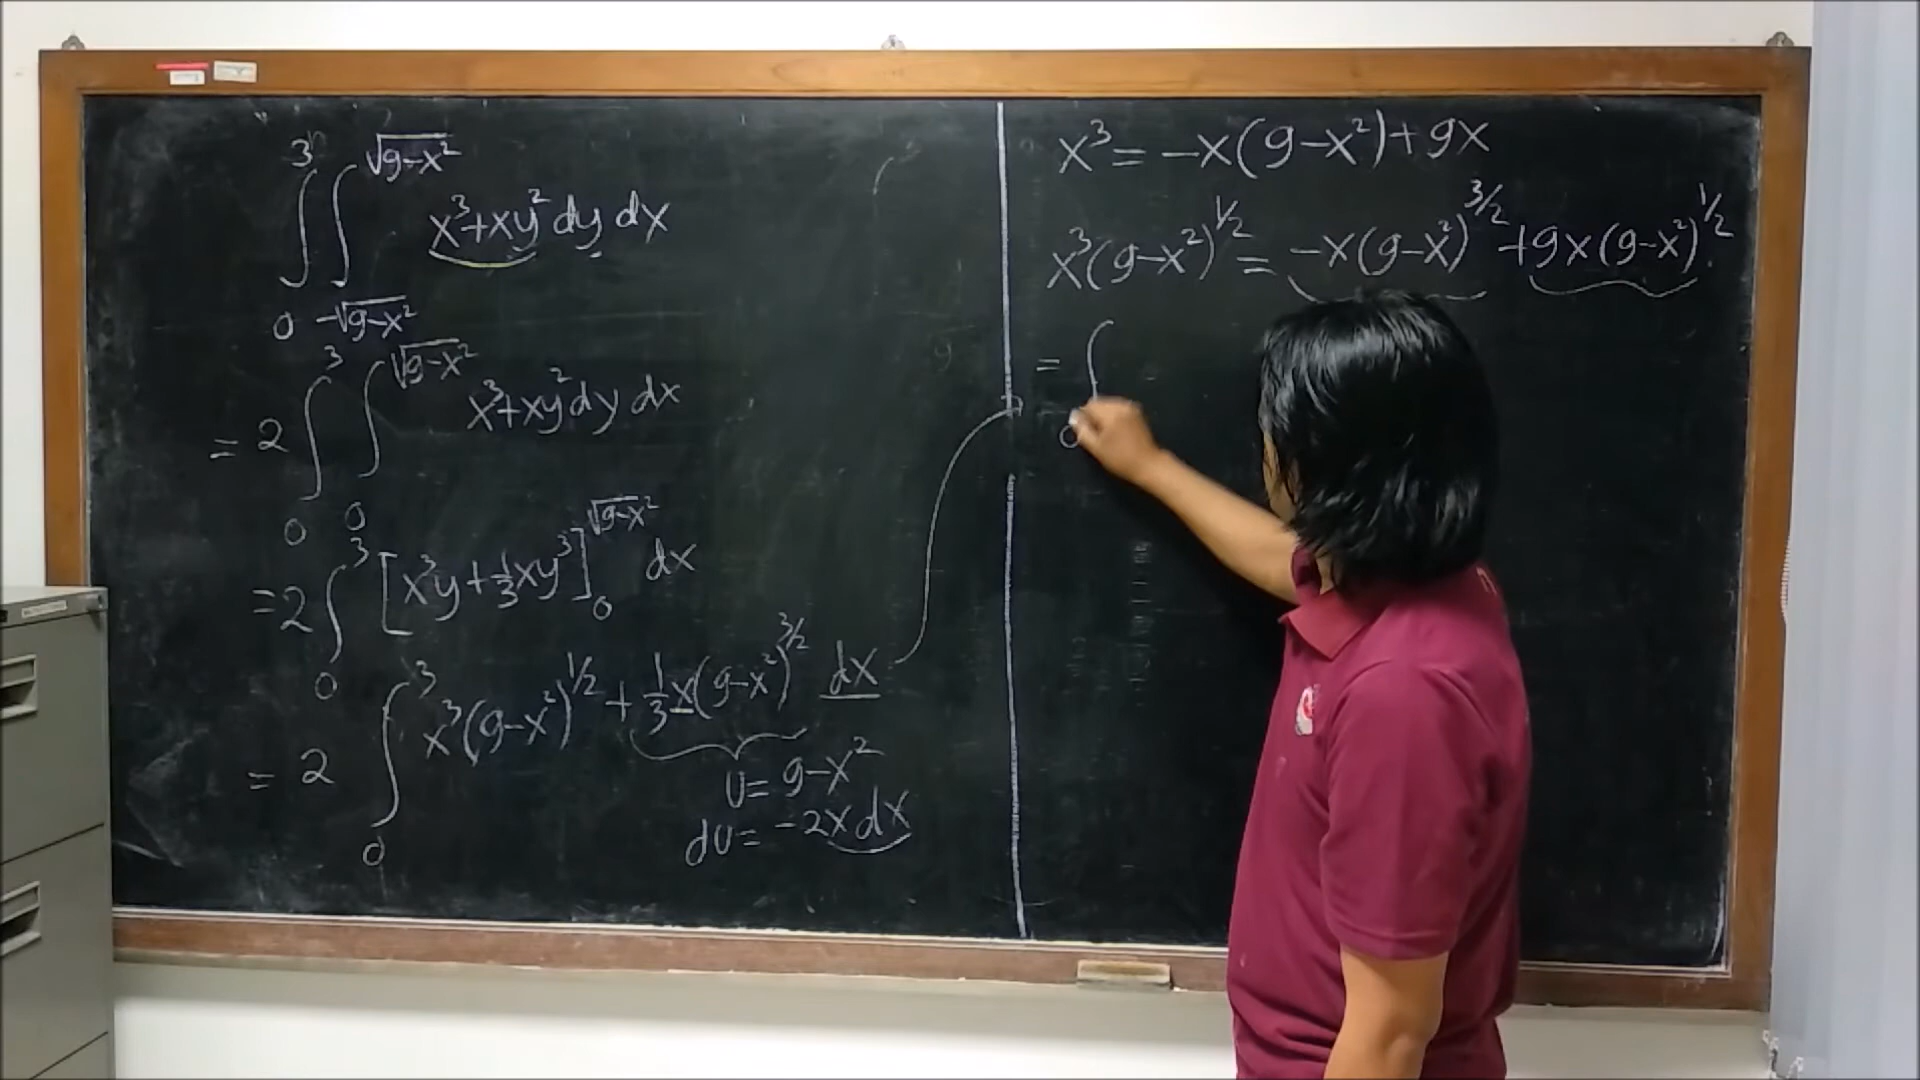 ∫₀³ ∫_{-√(9-x²)}^{√(9-x²)} x³+xy² dy dx
= 2 ∫₀³ ∫₀^{√(9-x²)} x³+xy² dy dx
= 2 ∫₀³ [x³y + 1/3 xy³]₀^{√(9-x²)} dx
= 2 ∫₀³ x³(9-x²)^{1/2} + 1/3 x(9-x²)^{3/2} dx
U = 9-x²
dU = -2x dx
x³ = -x(9-x²)+9x
x³(9-x²)^{1/2} = -x(9-x²)^{3/2} + 9x(9-x²)^{1/2}
= ∫₀